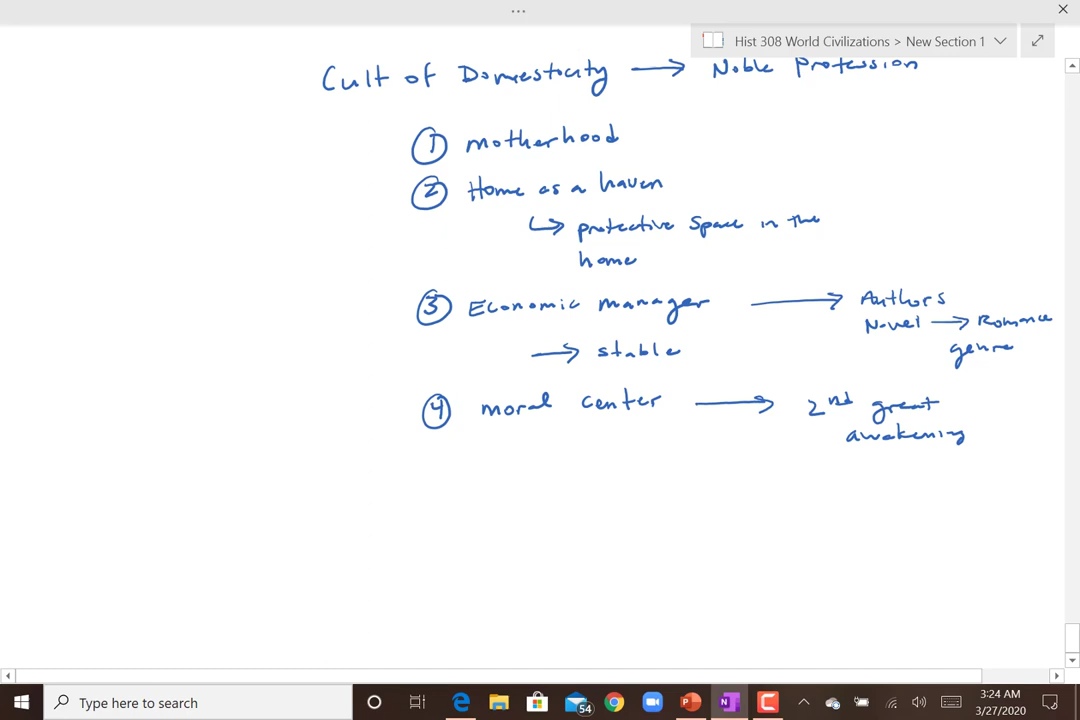 ...
Hist 308 World Civilizations > New Section 1
Cult of Domesticity → Noble Profession
① motherhood
② Home as a haven
↳ protective space in the
home
③ Economic manager → Authors
Novel → Romance
genre
→ stable
④ moral center → 2nd great
awakening
Type here to search
54
3:24 AM
3/27/2020